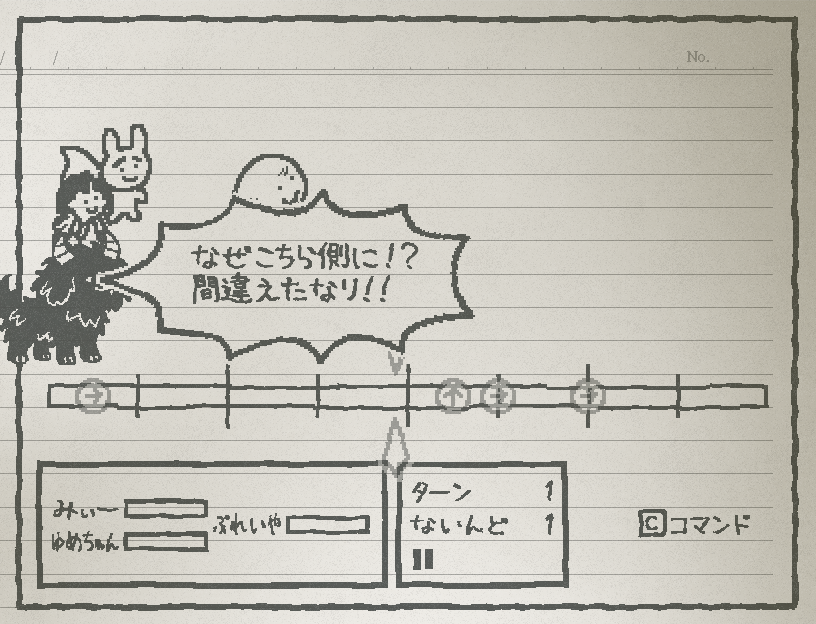 No.
なぜこちら側に!?
間違えたなり!!
みぃー
ゆめちゅん
ぷれいや
ターン 1
ないんど 1
C コマンド